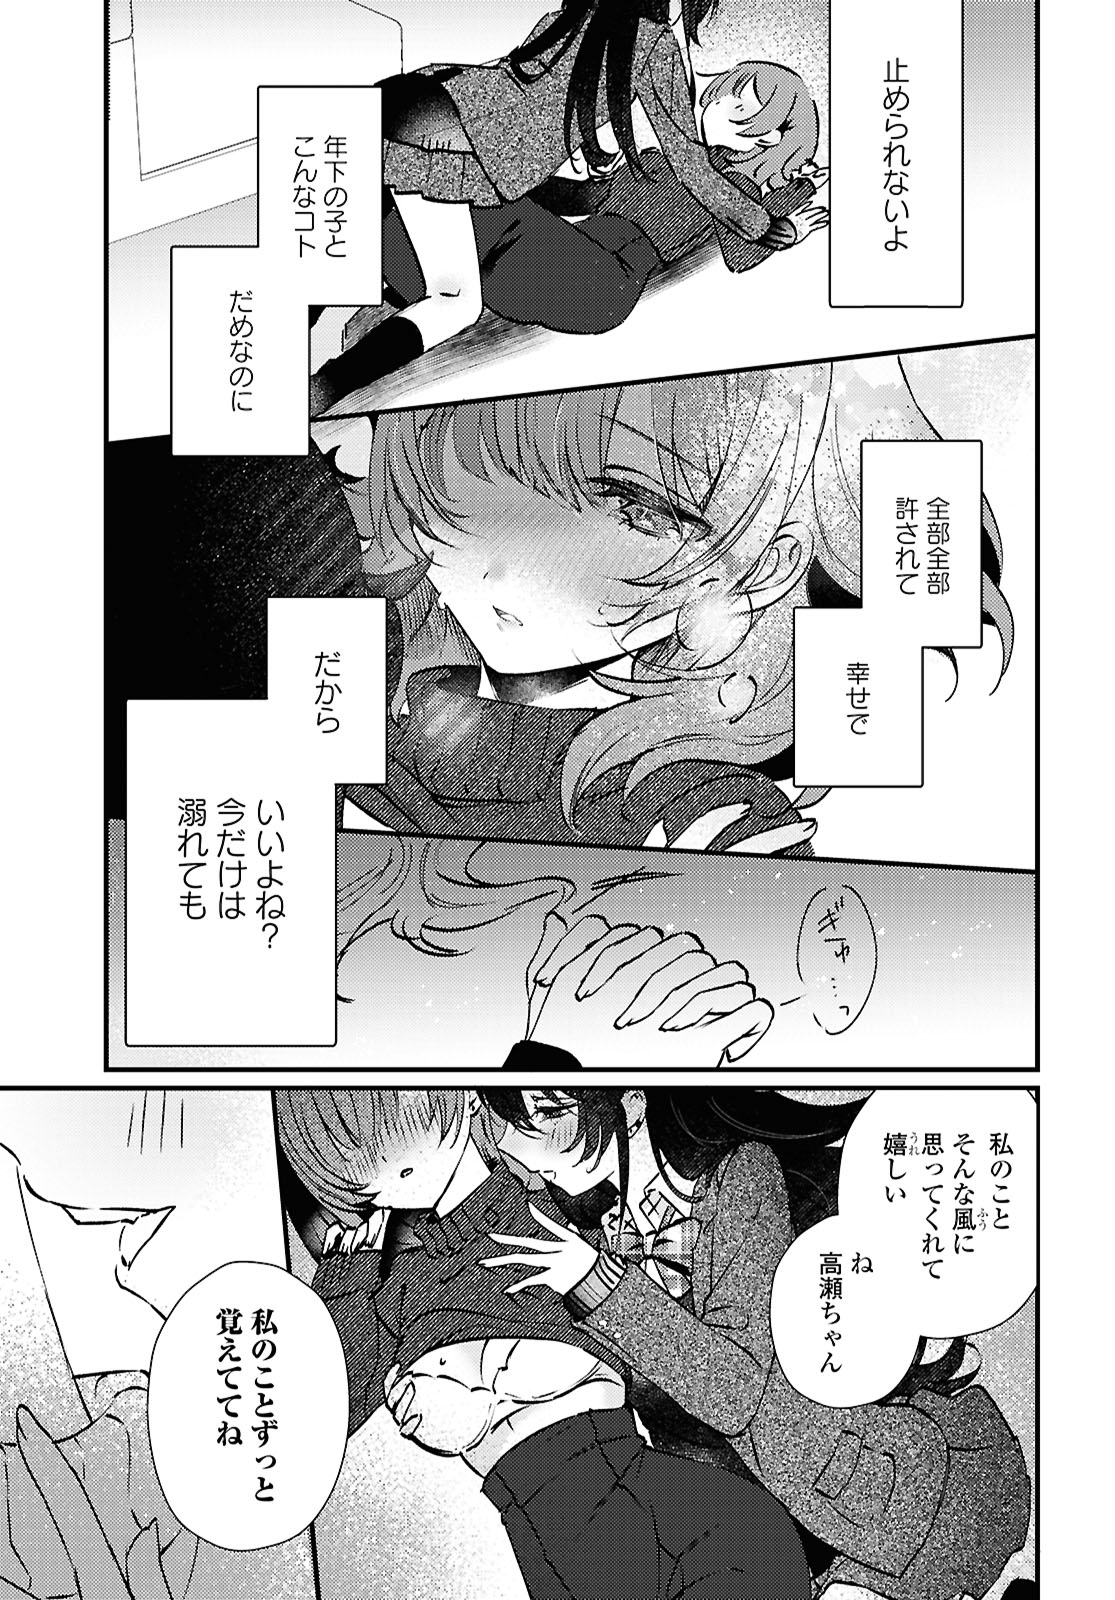 止められないよ
年下の子と
こんなコト
だめなのに
全部全部
許されて
幸せで
だから
いいよね?
今だけは
溺れても
ギュ…っ
私のこと
そんな風に
ふう
思ってくれて
嬉しい
うれ
ね
高瀬ちゃん
私のことずっと
覚えててね